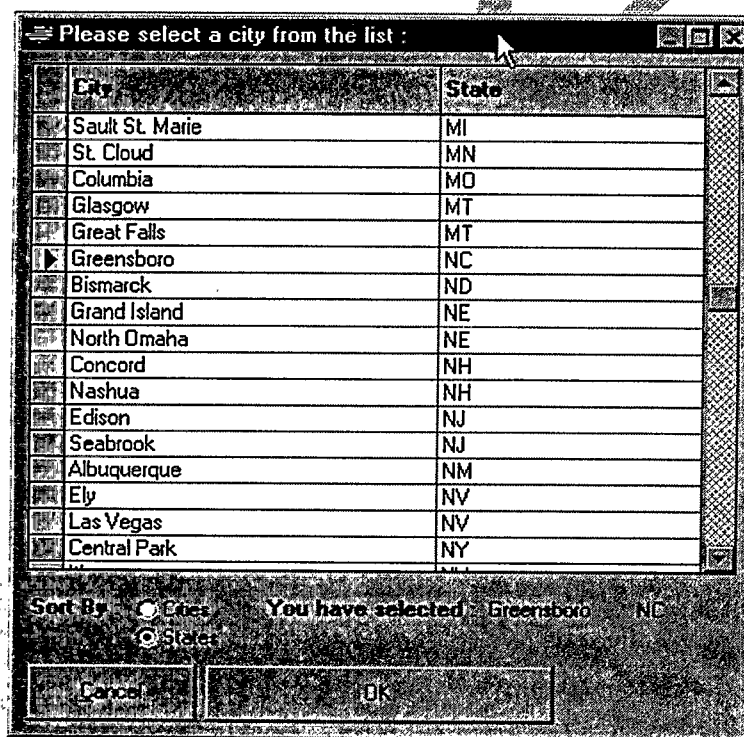 Please select a city from the list :
City State
Sault St. Marie MI
St. Cloud MN
Columbia MO
Glasgow MT
Great Falls MT
Greensboro NC
Bismarck ND
Grand Island NE
North Omaha NE
Concord NH
Nashua NH
Edison NJ
Seabrook NJ
Albuquerque NM
Ely NV
Las Vegas NV
Central Park NY
Sort By Cities You have selected Greensboro NC
States
Cancel OK